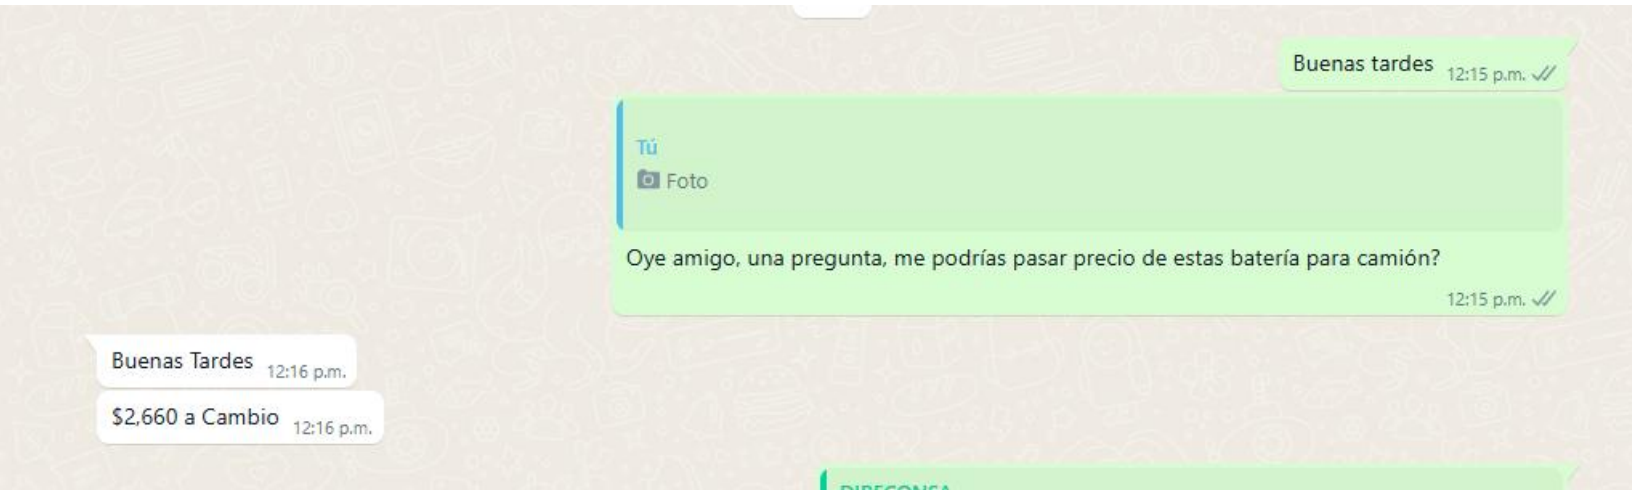 Buenas tardes 12:15 p.m.
Tú
Foto
Oye amigo, una pregunta, me podrías pasar precio de estas batería para camión?
12:15 p.m.
Buenas Tardes 12:16 p.m.
$2,660 a Cambio 12:16 p.m.